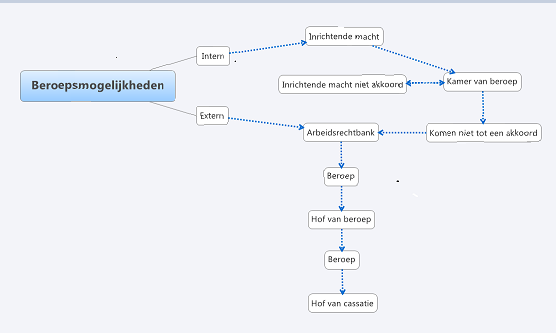 Inrichtende macht
Intern
Beroepsmogelijkheden
Inrichtende macht niet akkoord
Kamer van beroep
Extern
Arbeidsrechtbank
Komen niet tot een akkoord
Beroep
Hof van beroep
Beroep
Hof van cassatie